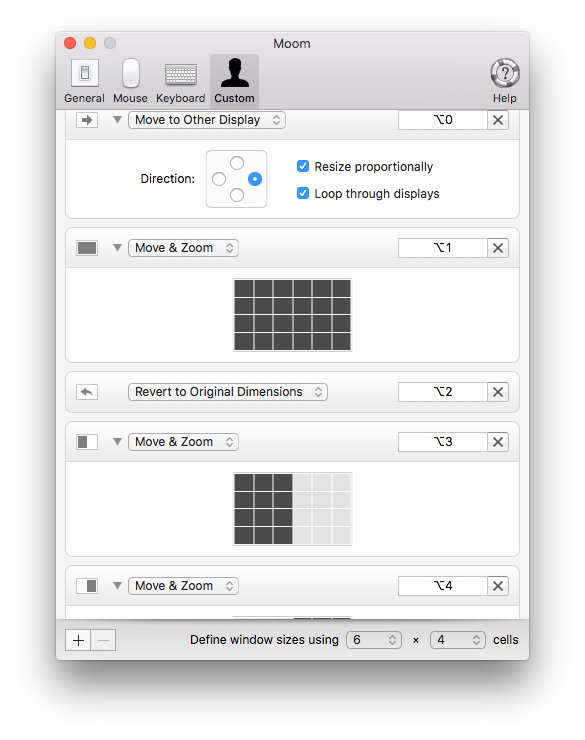 Moom
General Mouse Keyboard Custom Help
Move to Other Display ⌥0
Direction:
Resize proportionally
Loop through displays
Move & Zoom ⌥1
Revert to Original Dimensions ⌥2
Move & Zoom ⌥3
Move & Zoom ⌥4
Define window sizes using 6 × 4 cells